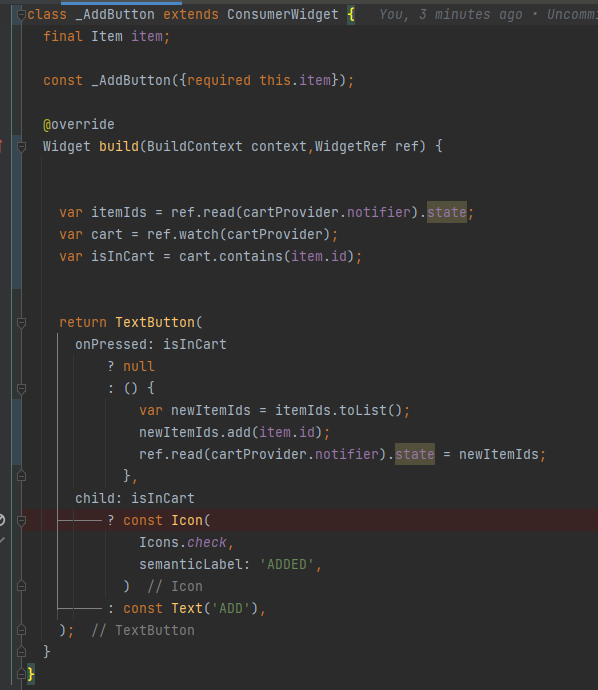 class _AddButton extends ConsumerWidget {   You, 3 minutes ago • Uncommi
  final Item item;
  const _AddButton({required this.item});
  @override
  Widget build(BuildContext context,WidgetRef ref) {
    var itemIds = ref.read(cartProvider.notifier).state;
    var cart = ref.watch(cartProvider);
    var isInCart = cart.contains(item.id);
    return TextButton(
      onPressed: isInCart
          ? null
          : () {
              var newItemIds = itemIds.toList();
              newItemIds.add(item.id);
              ref.read(cartProvider.notifier).state = newItemIds;
            },
      child: isInCart
          ? const Icon(
              Icons.check,
              semanticLabel: 'ADDED',
            )  // Icon
          : const Text('ADD'),
    );  // TextButton
  }
}